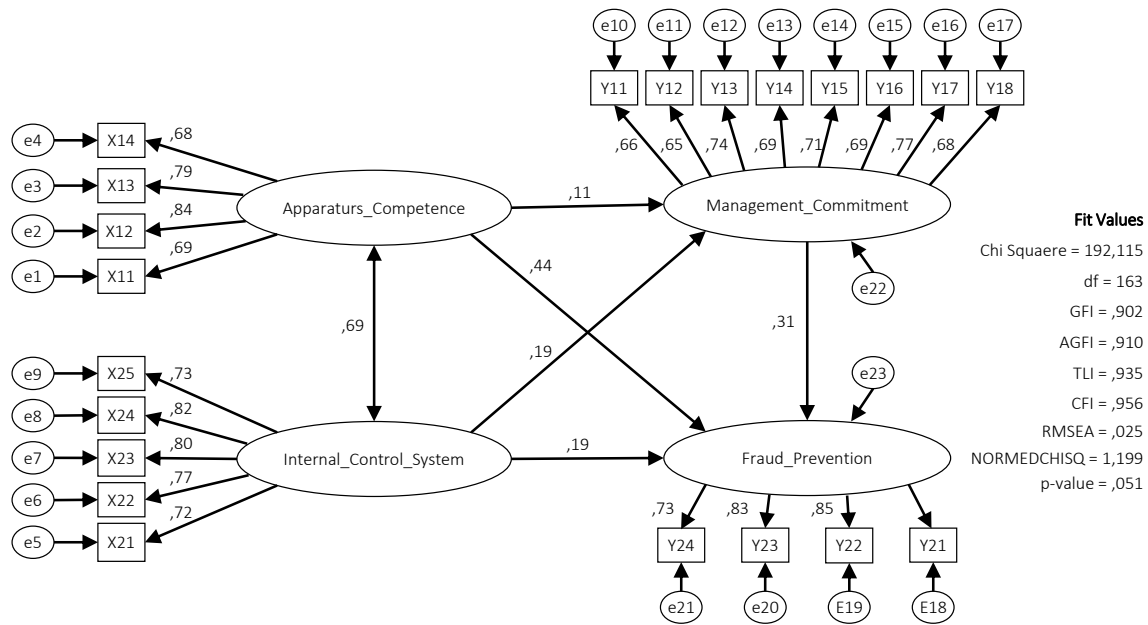 e10 e11 e12 e13 e14 e15 e16 e17
Y11 Y12 Y13 Y14 Y15 Y16 Y17 Y18
,66 ,65 ,74 ,69 ,71 ,69 ,77 ,68
e4 X14 ,68
e3 X13 ,79
e2 X12 ,84
e1 X11 ,69
Apparaturs_Competence
,11
Management_Commitment
e22
,44
,69
,19
,31
e23
e9 X25 ,73
e8 X24 ,82
e7 X23 ,80
e6 X22 ,77
e5 X21 ,72
Internal_Control_System
,19
Fraud_Prevention
,73 ,83 ,85
Y24 Y23 Y22 Y21
e21 e20 E19 E18
Fit Values
Chi Squaere = 192,115
df = 163
GFI = ,902
AGFI = ,910
TLI = ,935
CFI = ,956
RMSEA = ,025
NORMEDCHISQ = 1,199
p-value = ,051